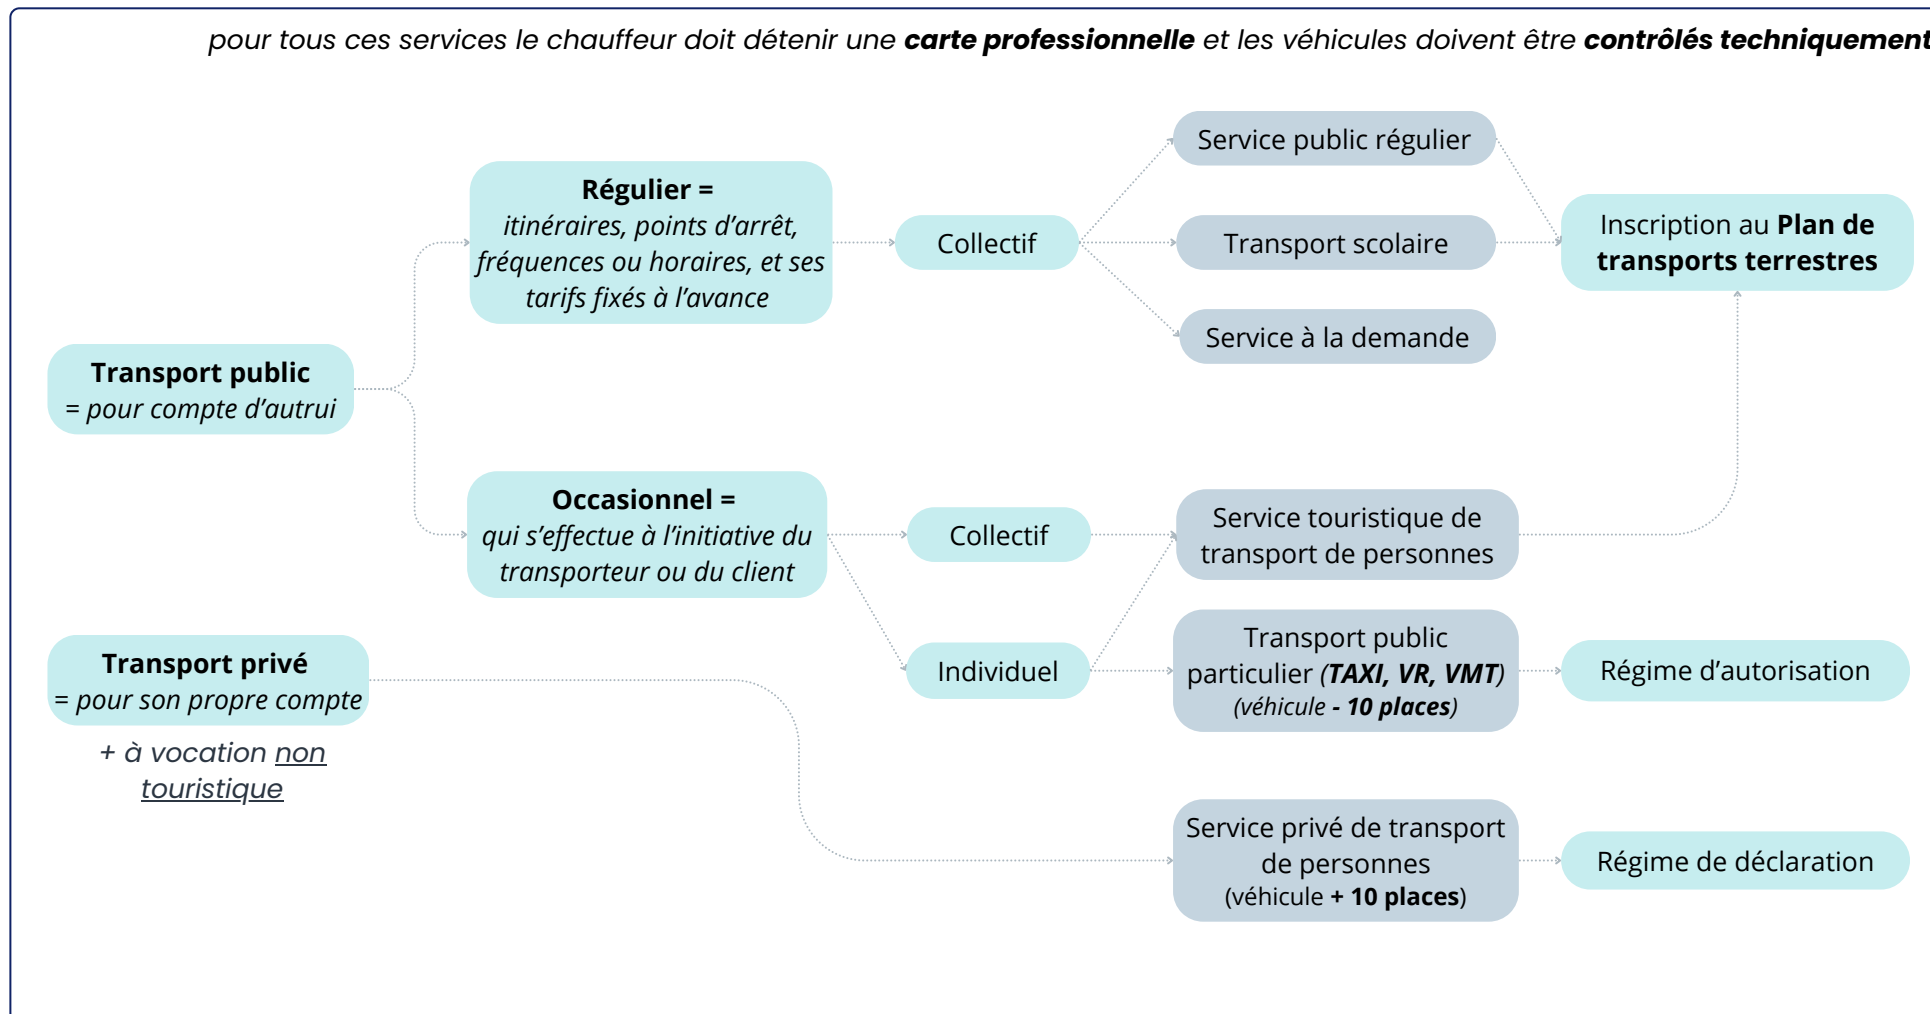 pour tous ces services le chauffeur doit détenir une carte professionnelle et les véhicules doivent être contrôlés techniquement
Service public régulier
Régulier =
itinéraires, points d’arrêt,
fréquences ou horaires, et ses
tarifs fixés à l’avance
Collectif
Transport scolaire
Inscription au Plan de
transports terrestres
Service à la demande
Transport public
= pour compte d’autrui
Occasionnel =
qui s’effectue à l’initiative du
transporteur ou du client
Collectif
Service touristique de
transport de personnes
Individuel
Transport public
particulier (TAXI, VR, VMT)
(véhicule - 10 places)
Régime d’autorisation
Transport privé
= pour son propre compte
+ à vocation non
touristique
Service privé de transport
de personnes
(véhicule + 10 places)
Régime de déclaration